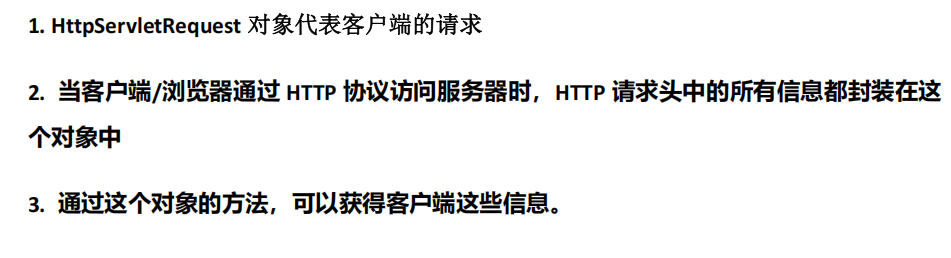 1. HttpServletRequest 对象代表客户端的请求
2. 当客户端/浏览器通过 HTTP 协议访问服务器时，HTTP 请求头中的所有信息都封装在这
个对象中
3. 通过这个对象的方法，可以获得客户端这些信息。